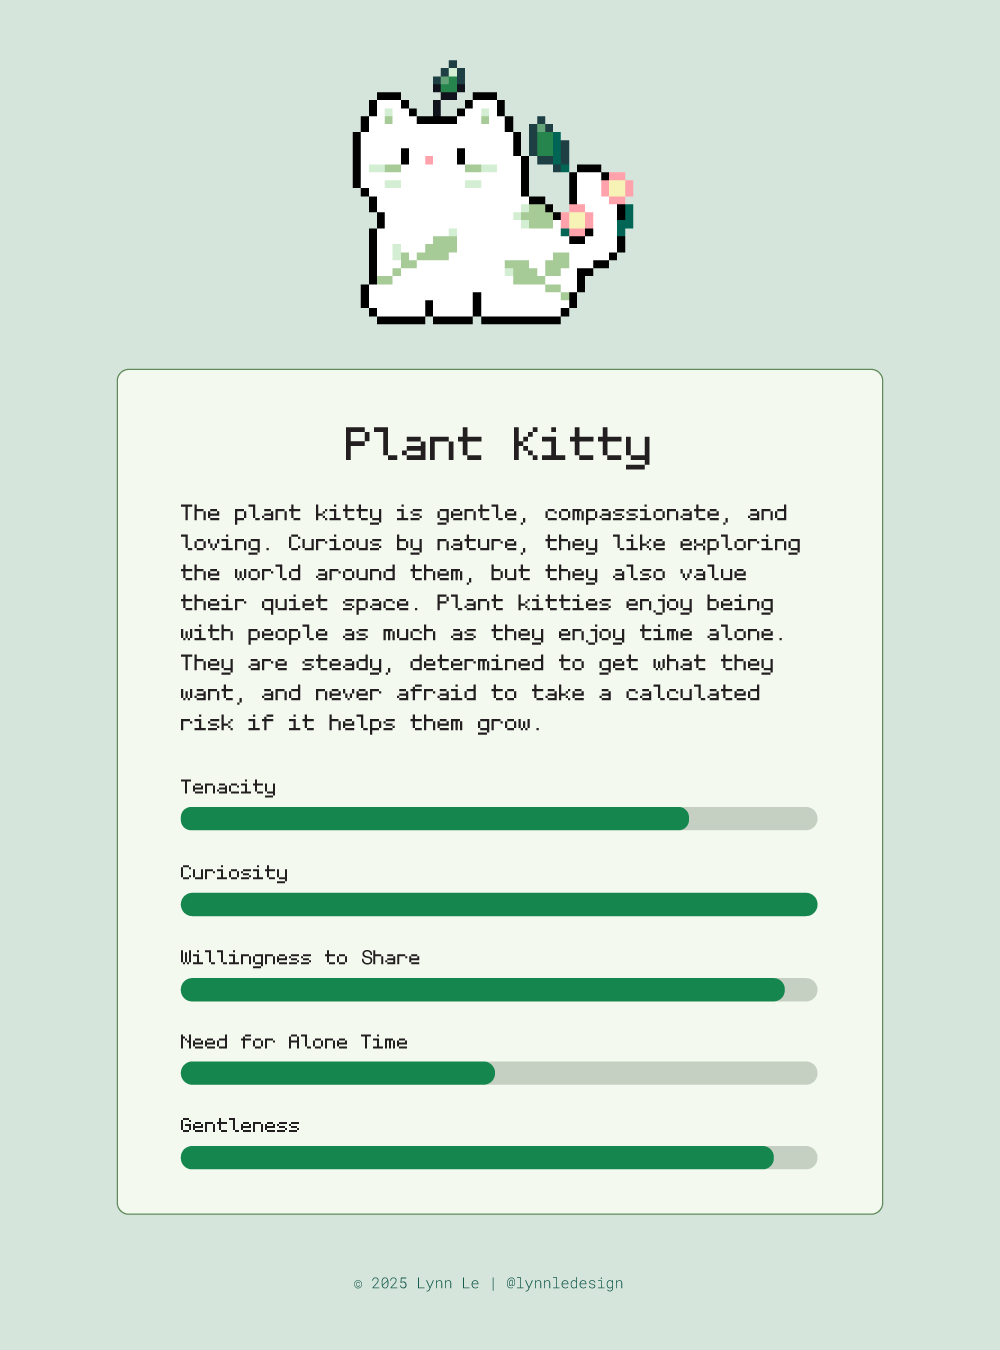 Plant Kitty
The plant kitty is gentle, compassionate, and
loving. Curious by nature, they like exploring
the world around them, but they also value
their quiet space. Plant kitties enjoy being
with people as much as they enjoy time alone.
They are steady, determined to get what they
want, and never afraid to take a calculated
risk if it helps them grow.
Tenacity
Curiosity
Willingness to Share
Need for Alone Time
Gentleness
© 2025 Lynn Le | @lynnledesign